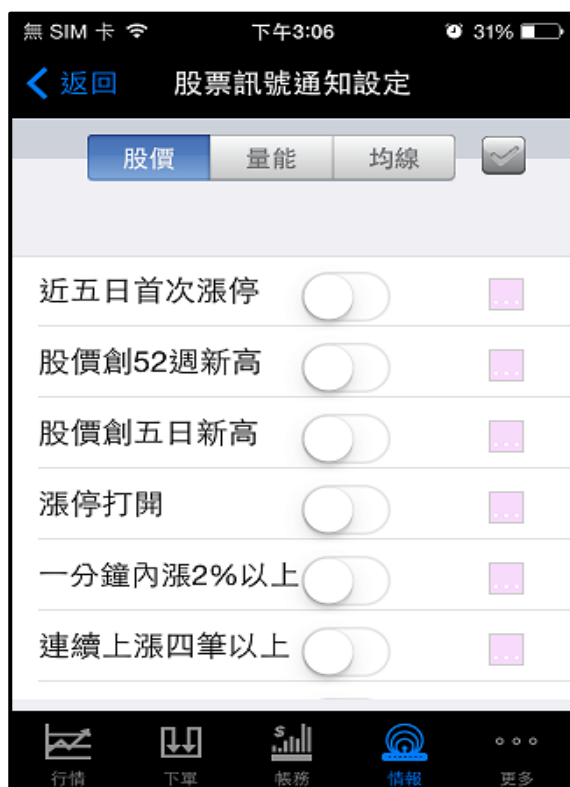 無 SIM 卡 下午3:06 31%
返回 股票訊號通知設定
股價 量能 均線
近五日首次漲停
股價創52週新高
股價創五日新高
漲停打開
一分鐘內漲2%以上
連續上漲四筆以上
行情 下單 帳務 情報 更多